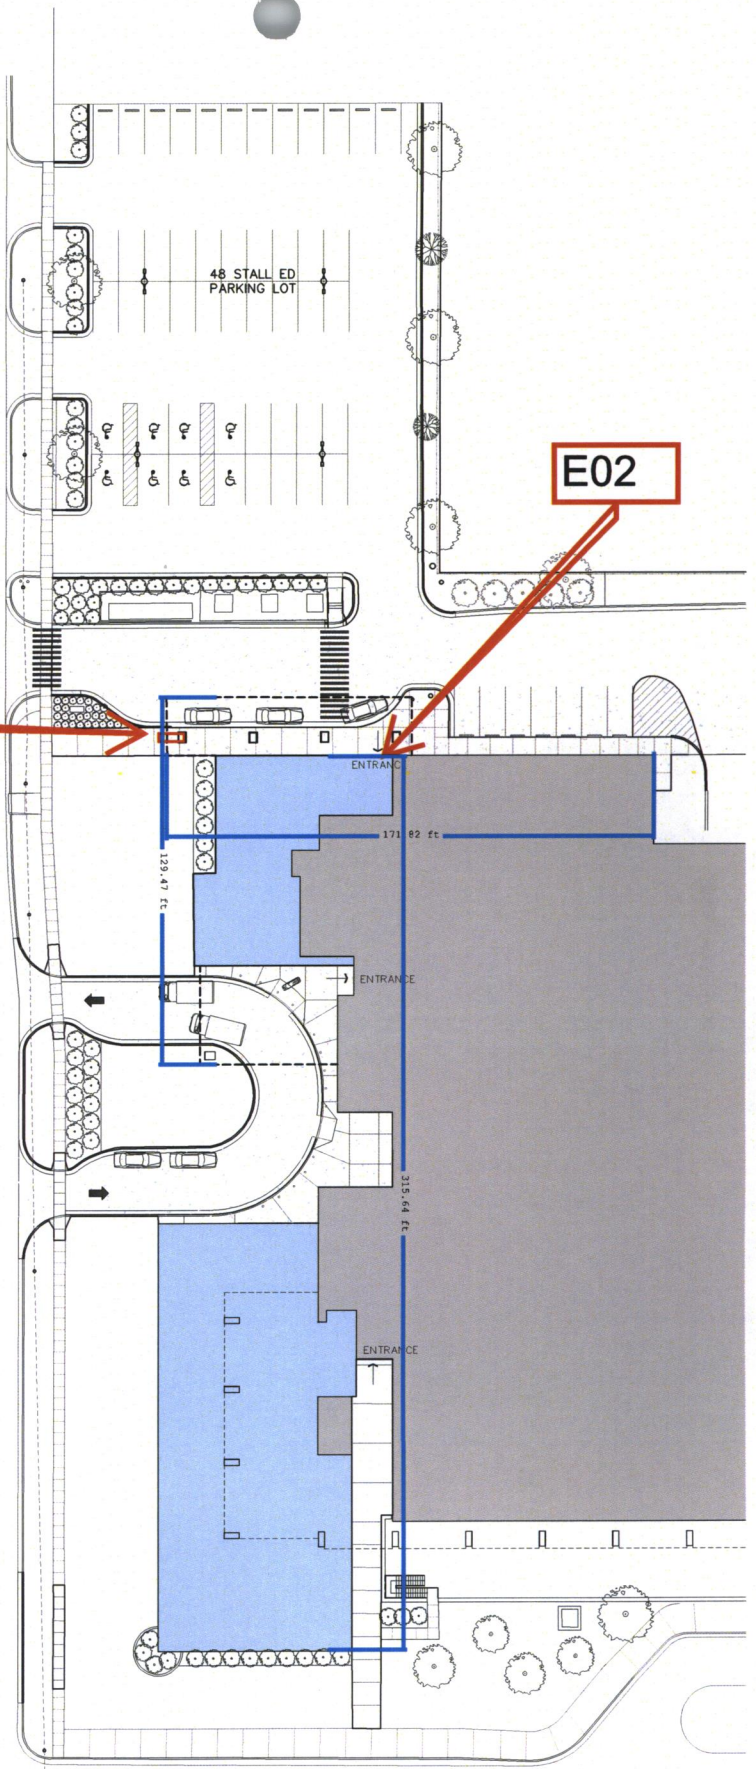 48 STALL ED
PARKING LOT
E02
ENTRANCE
171.82 ft
129.47 ft
ENTRANCE
315.64 ft
ENTRANCE